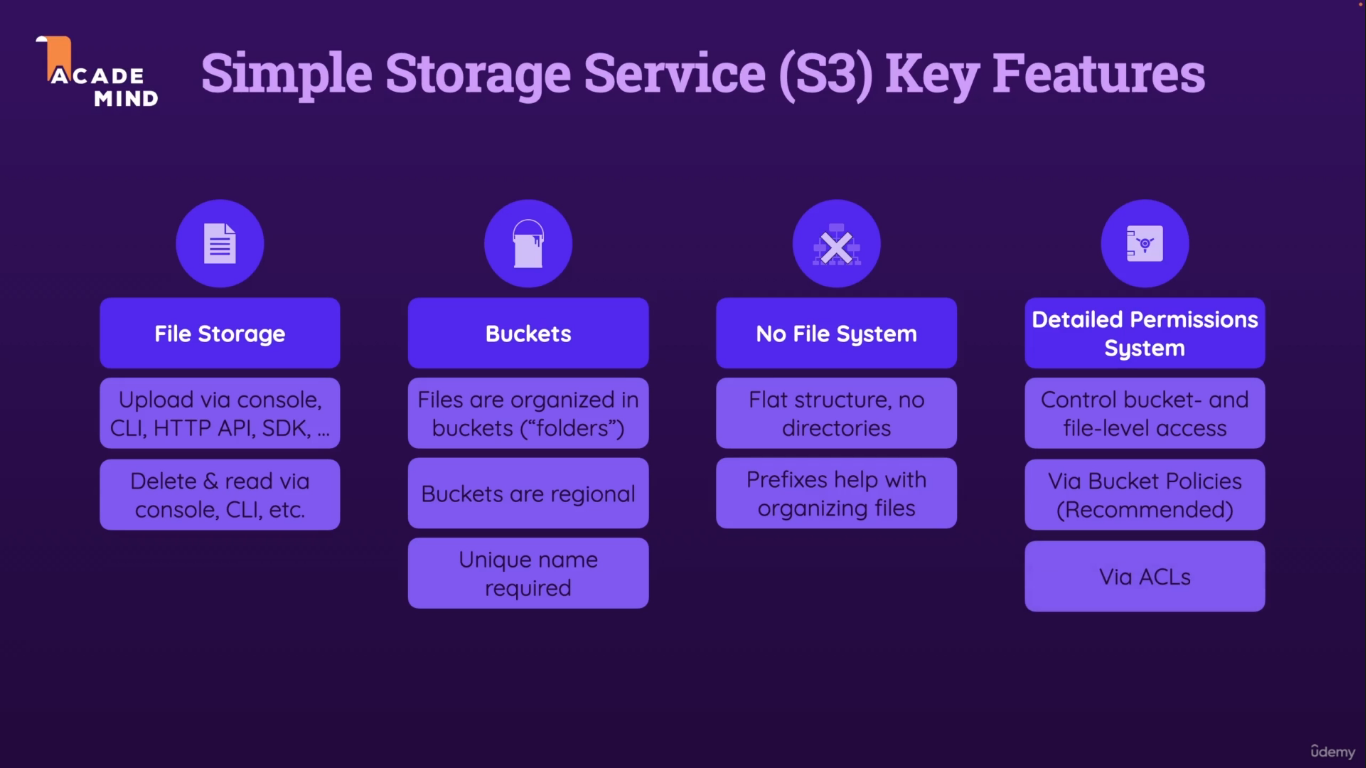 ACADE
MIND
Simple Storage Service (S3) Key Features
File Storage
Upload via console,
CLI, HTTP API, SDK, ...
Delete & read via
console, CLI, etc.
Buckets
Files are organized in
buckets (“folders”)
Buckets are regional
Unique name
required
No File System
Flat structure, no
directories
Prefixes help with
organizing files
Detailed Permissions
System
Control bucket- and
file-level access
Via Bucket Policies
(Recommended)
Via ACLs
udemy